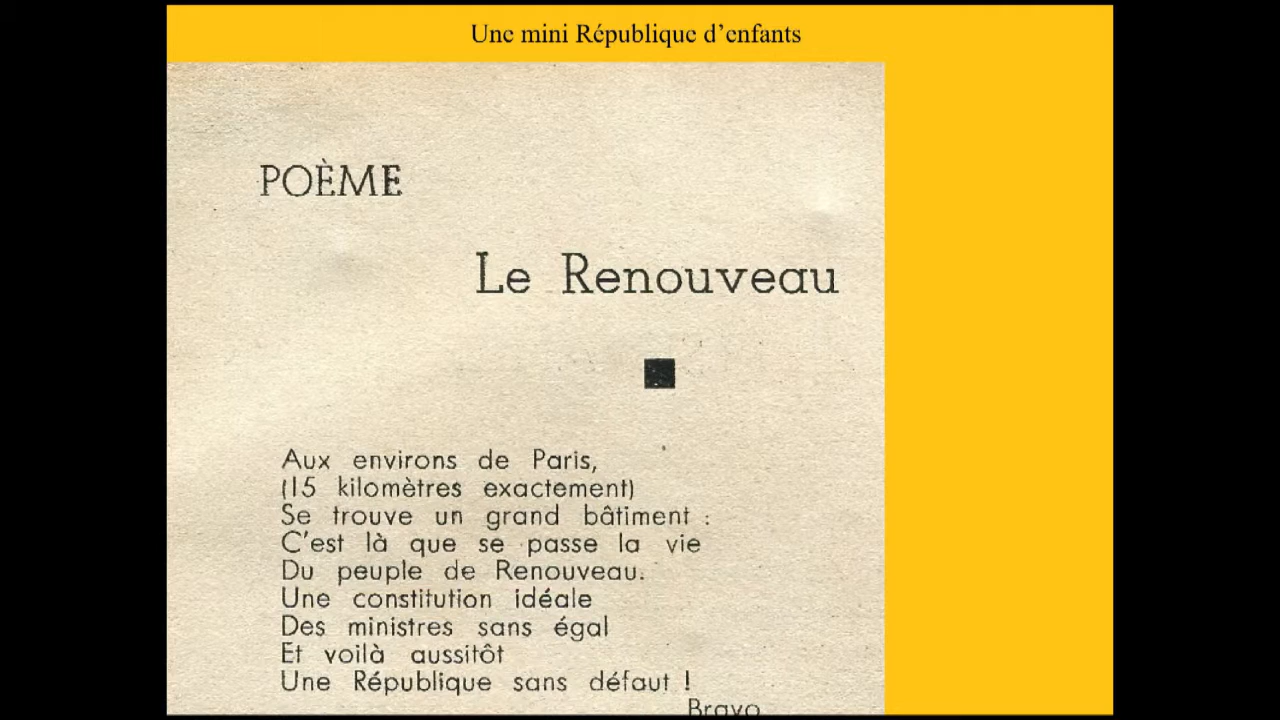 Une mini République d'enfants
POÈME
Le Renouveau
Aux environs de Paris,
(15 kilomètres exactement)
Se trouve un grand bâtiment :
C'est là que se passe la vie
Du peuple de Renouveau.
Une constitution idéale
Des ministres sans égal
Et voilà aussitôt
Une République sans défaut !
Bravo